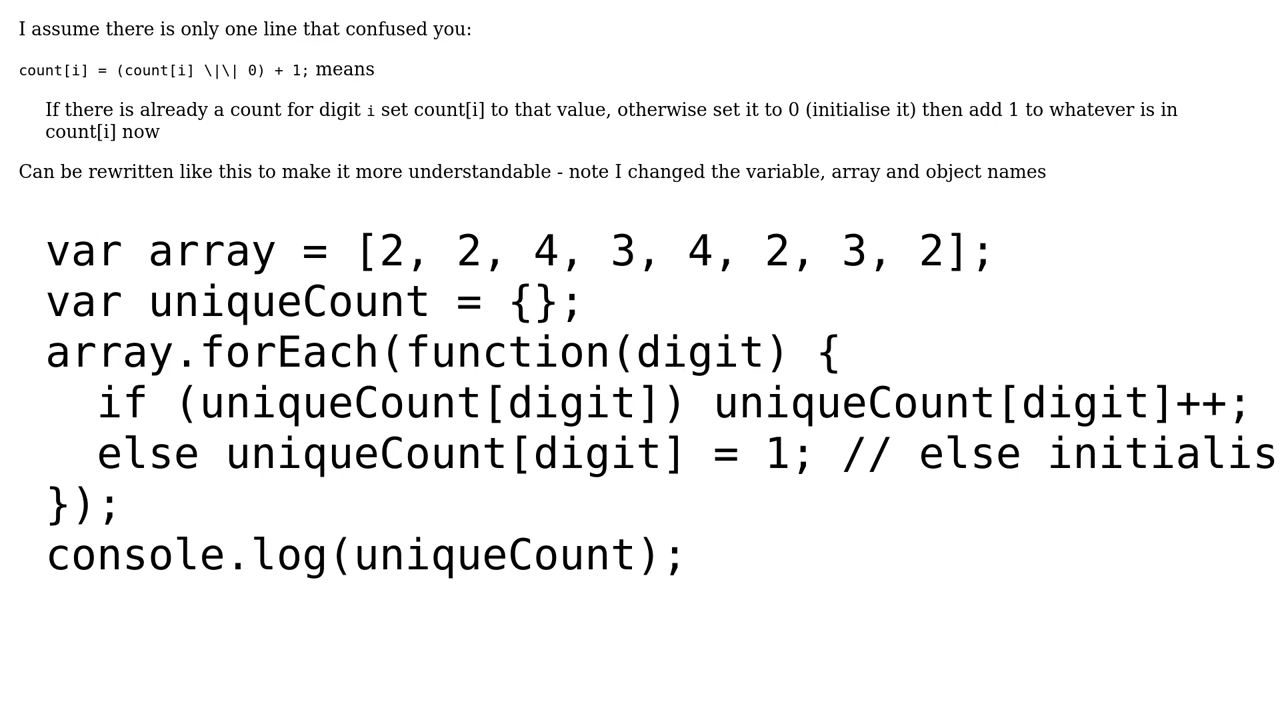 I assume there is only one line that confused you:
count[i] = (count[i] \|\| 0) + 1; means
If there is already a count for digit i set count[i] to that value, otherwise set it to 0 (initialise it) then add 1 to whatever is in
count[i] now
Can be rewritten like this to make it more understandable - note I changed the variable, array and object names
var array = [2, 2, 4, 3, 4, 2, 3, 2];
var uniqueCount = {};
array.forEach(function(digit) {
  if (uniqueCount[digit]) uniqueCount[digit]++;
  else uniqueCount[digit] = 1; // else initialis
});
console.log(uniqueCount);